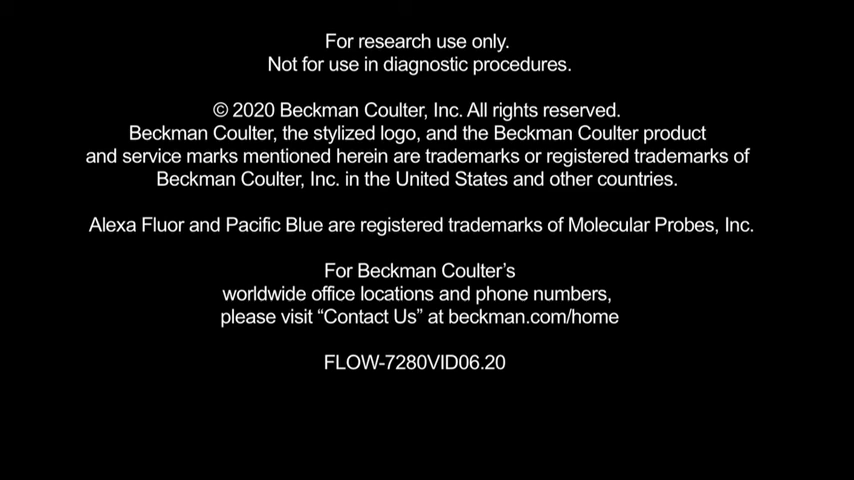 For research use only.
Not for use in diagnostic procedures.
© 2020 Beckman Coulter, Inc. All rights reserved.
Beckman Coulter, the stylized logo, and the Beckman Coulter product
and service marks mentioned herein are trademarks or registered trademarks of
Beckman Coulter, Inc. in the United States and other countries.
Alexa Fluor and Pacific Blue are registered trademarks of Molecular Probes, Inc.
For Beckman Coulter’s
worldwide office locations and phone numbers,
please visit “Contact Us” at beckman.com/home
FLOW-7280VID06.20